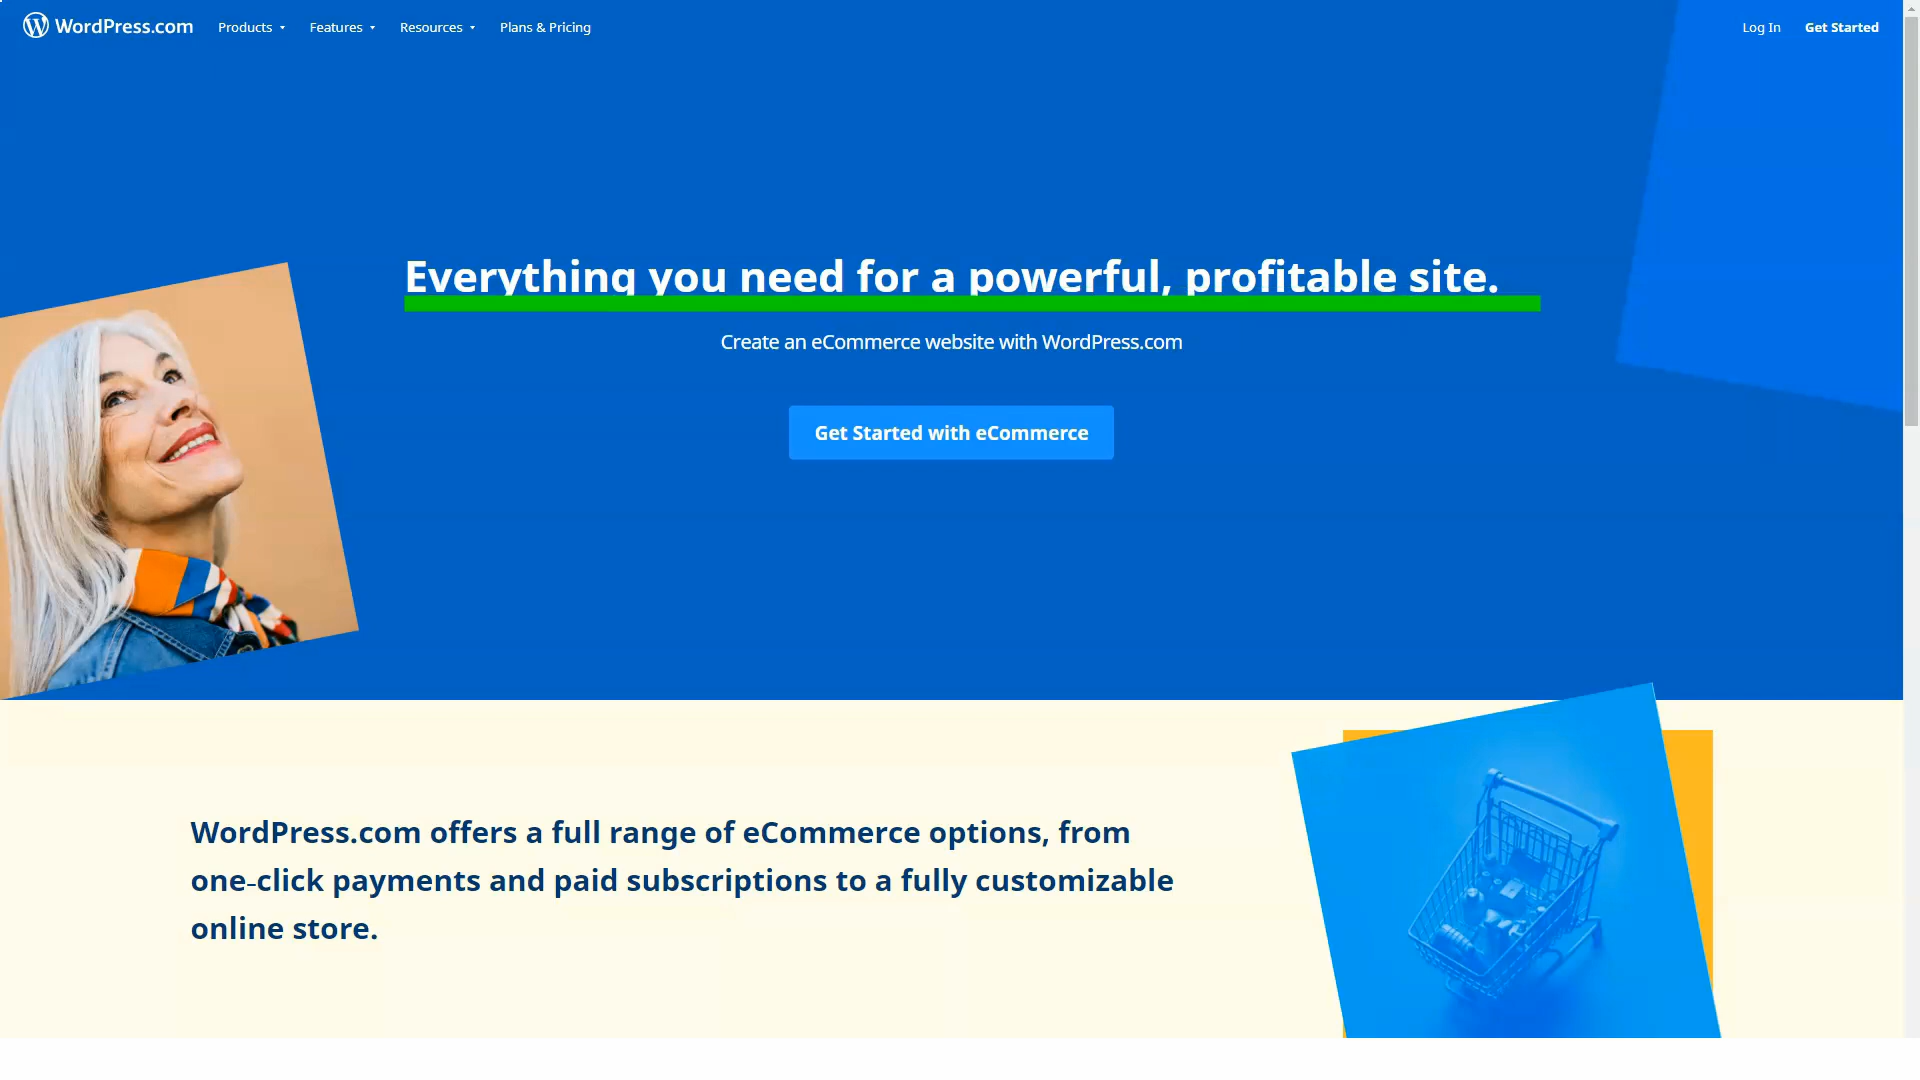 WordPress.com Products Features Resources Plans & Pricing Log In Get Started
Everything you need for a powerful, profitable site.
Create an eCommerce website with WordPress.com
Get Started with eCommerce
WordPress.com offers a full range of eCommerce options, from
one-click payments and paid subscriptions to a fully customizable
online store.